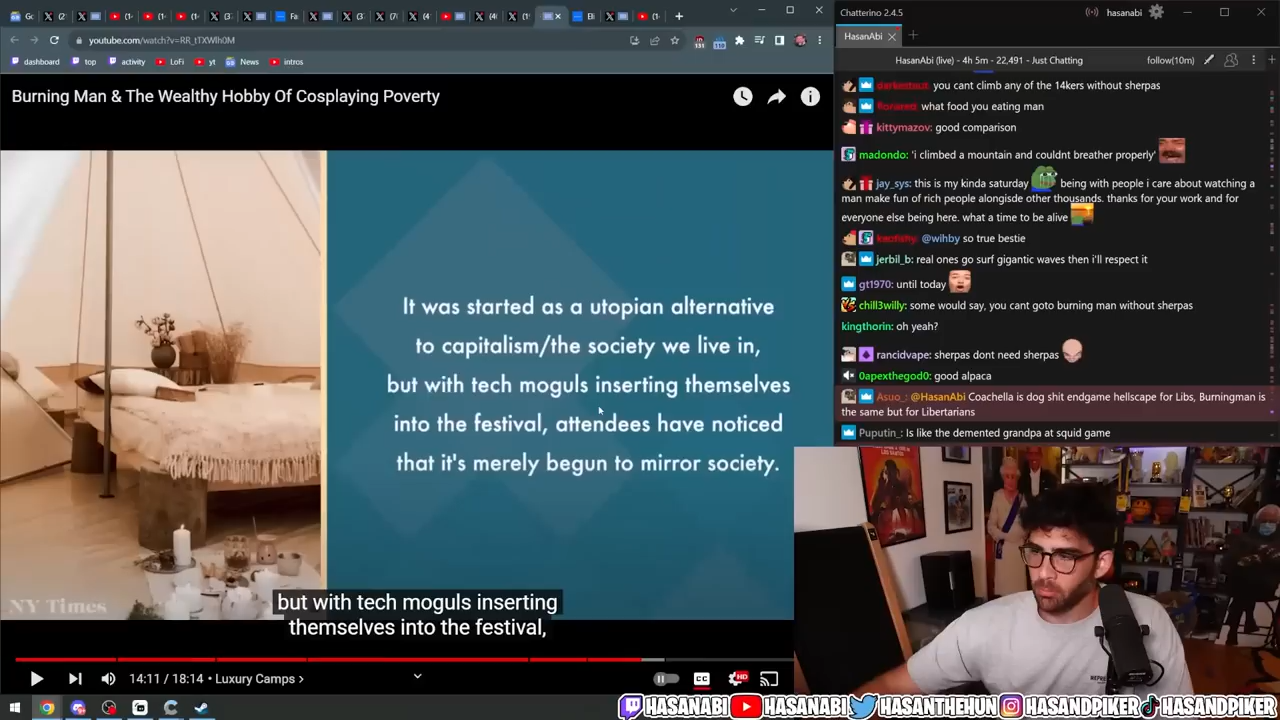 youtube.com/watch?v=RR_tTXWlh0M
dashboard
top
activity
LoFi
yt
News
intros
Burning Man & The Wealthy Hobby Of Cosplaying Poverty
It was started as a utopian alternative
to capitalism/the society we live in,
but with tech moguls inserting themselves
into the festival, attendees have noticed
that it's merely begun to mirror society.
NY Times
but with tech moguls inserting
themselves into the festival,
14:11 / 18:14 • Luxury Camps >
CC
HD
Chatterino 2.4.5
hasanabi
HasanAbi
HasanAbi (live) - 4h 5m - 22,491 - Just Chatting
follow(10m)
you cant climb any of the 14kers without sherpas
what food you eating man
kittymazov: good comparison
madondo: 'i climbed a mountain and couldnt breather properly'
jay_sys: this is my kinda saturday being with people i care about watching a
man make fun of rich people alongisde other thousands. thanks for your work and for
everyone else being here. what a time to be alive
@wihby so true bestie
jerbil_b: real ones go surf gigantic waves then i'll respect it
gt1970: until today
chill3willy: some would say, you cant goto burning man without sherpas
kingthorin: oh yeah?
rancidvape: sherpas dont need sherpas
0apexthegod0: good alpaca
Asuo_: @HasanAbi Coachella is dog shit endgame hellscape for Libs, Burningman is
the same but for Libertarians
Puputin_: Is like the demented grandpa at squid game
HASANABI HASANABI HASANTHEHUN HASANDPIKER HASANDPIKER